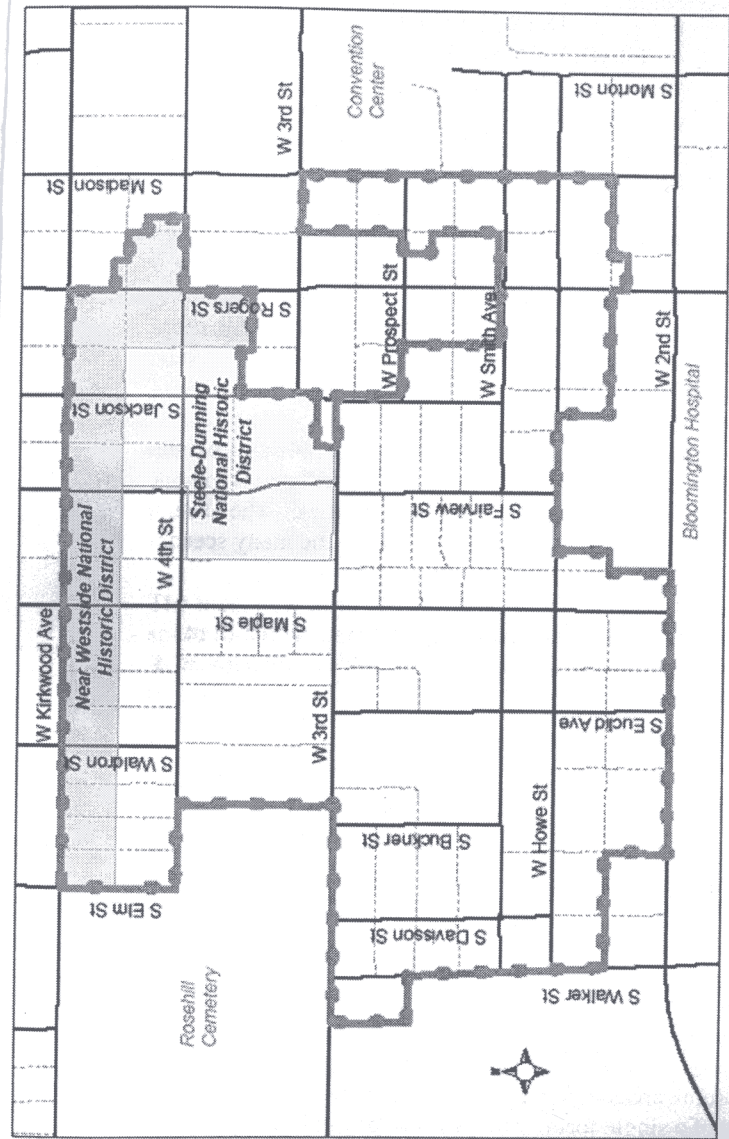 W Kirkwood Ave
Near Westside National
Historic District
S Elm St
S Waldron St
S Maple St
W 4th St
S Jackson St
S Rogers St
S Madison St
Steele-Dunning
National Historic
District
W 3rd St
W 3rd St
Convention
Center
Rosehill
Cemetery
S Buckner St
S Davisson St
S Fairview St
W Prospect St
W Smith Ave
S Morton St
W Howe St
S Euclid Ave
S Walker St
W 2nd St
Bloomington Hospital
N